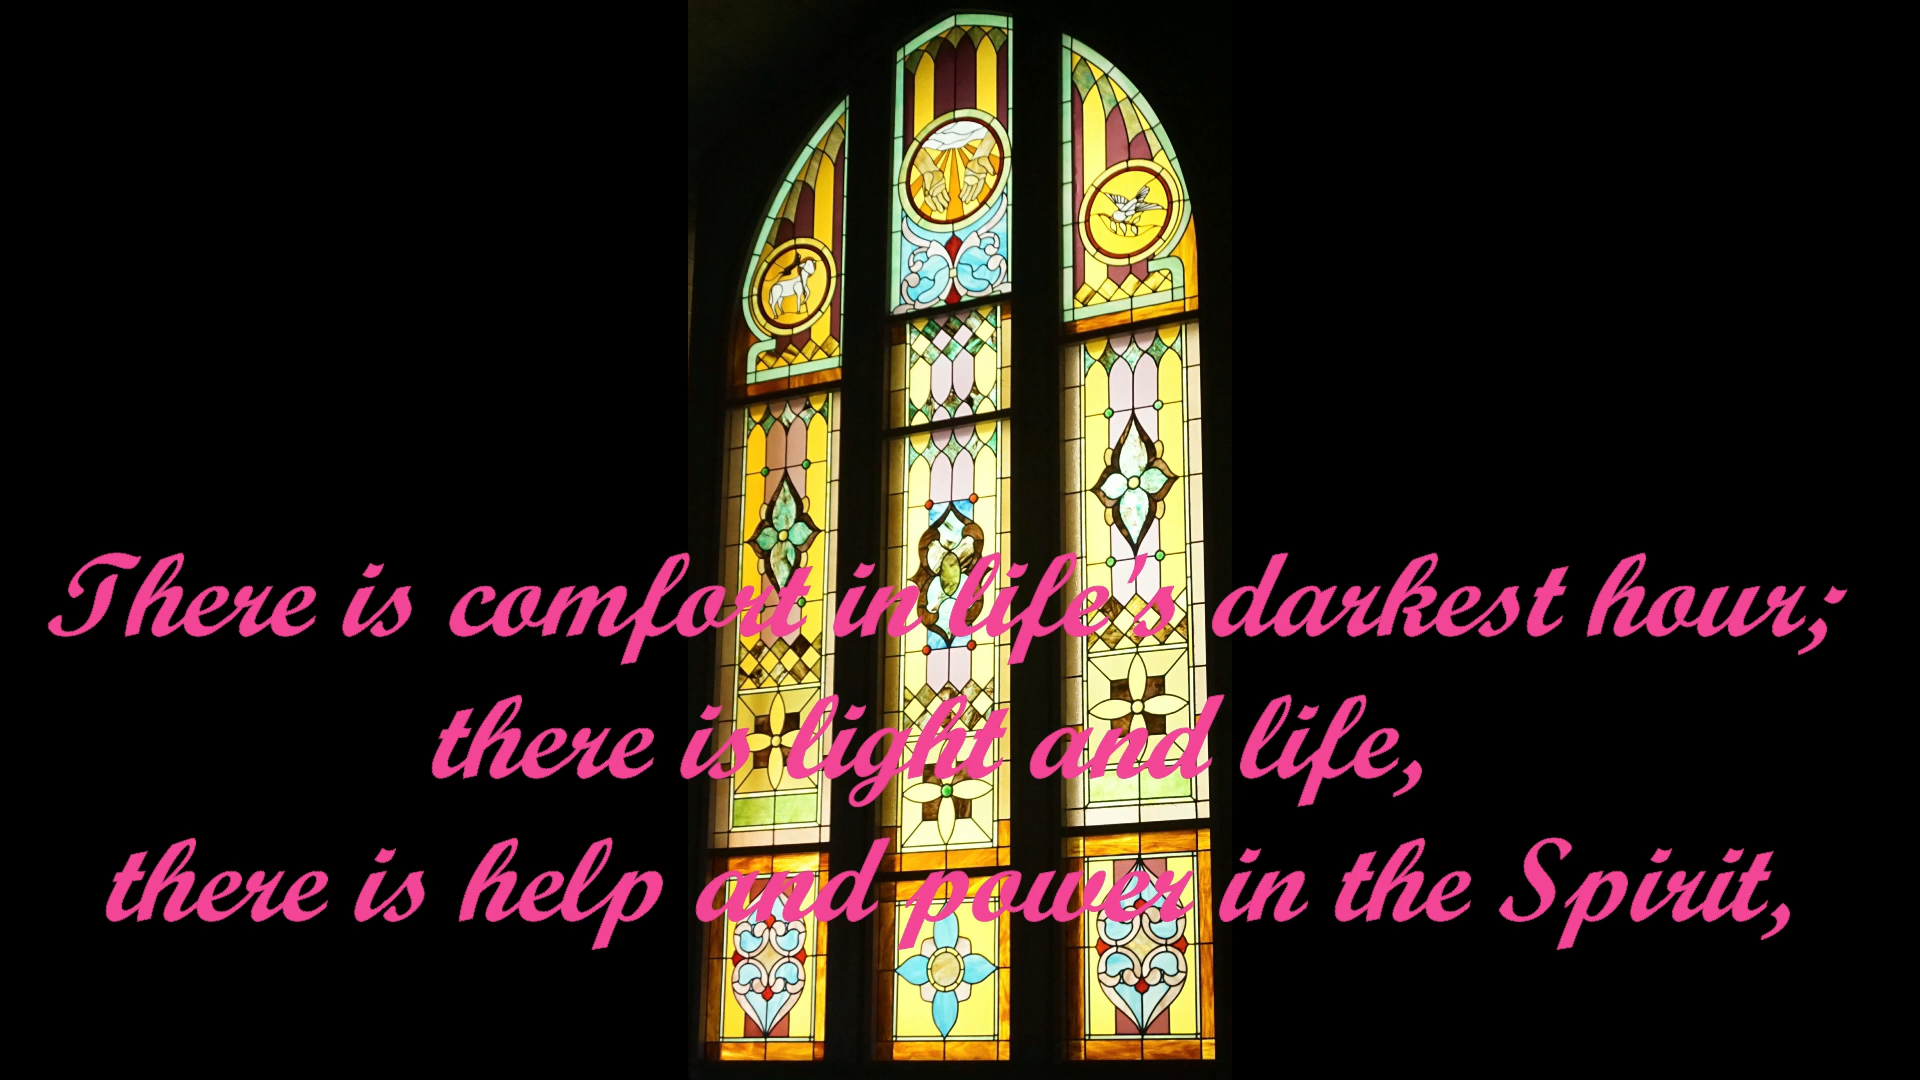 There is comfort in life's darkest hour;
there is light and life,
there is help and power in the Spirit,